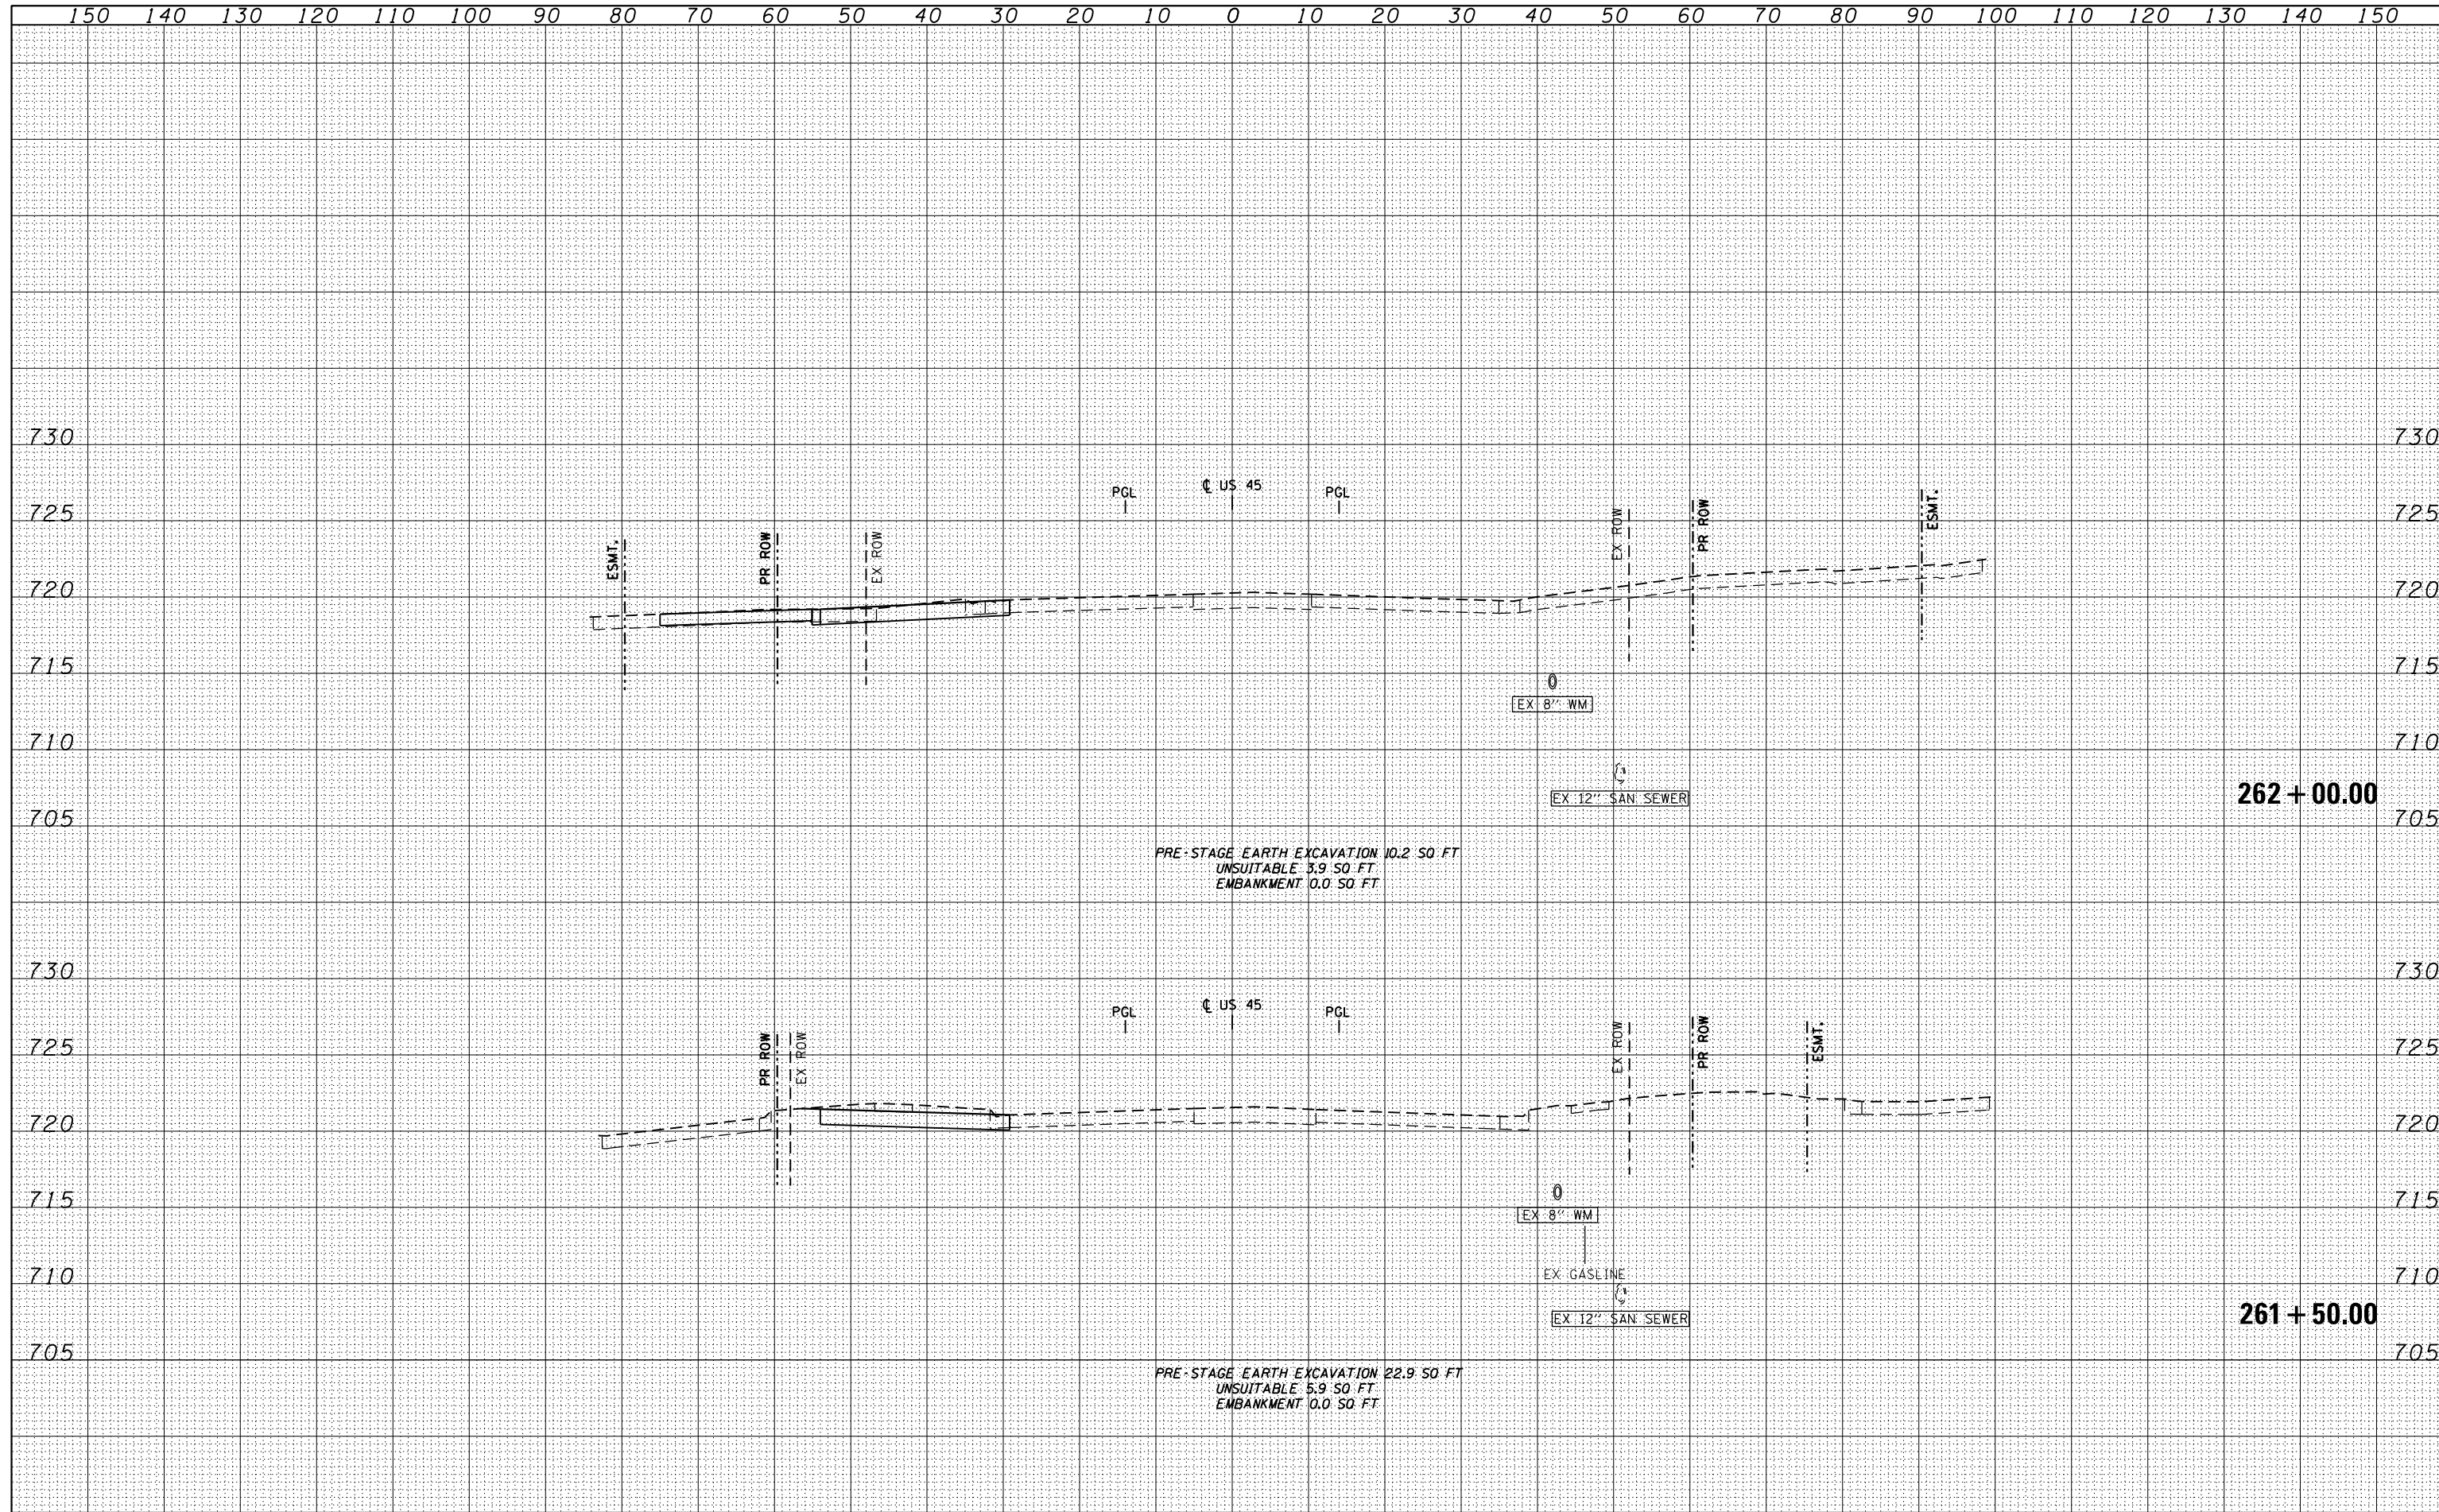 150 140 130 120 110 100 90 80 70 60 50 40 30 20 10 0 10 20 30 40 50 60 70 80 90 100 110 120 130 140 150
730 730
PGL ℄ US 45 PGL
725 725
ESMT. PR ROW EX ROW EX ROW PR ROW ESMT.
720 720
715 715
EX 8" WM
710 710
EX 12" SAN SEWER
262 + 00.00
705 705
PRE-STAGE EARTH EXCAVATION 10.2 SQ FT
UNSUITABLE 3.9 SQ FT
EMBANKMENT 0.0 SQ FT
730 730
PGL ℄ US 45 PGL
725 725
PR ROW EX ROW EX ROW PR ROW ESMT.
720 720
715 715
EX 8" WM
EX GASLINE
710 710
EX 12" SAN SEWER
261 + 50.00
705 705
PRE-STAGE EARTH EXCAVATION 22.9 SQ FT
UNSUITABLE 5.9 SQ FT
EMBANKMENT 0.0 SQ FT